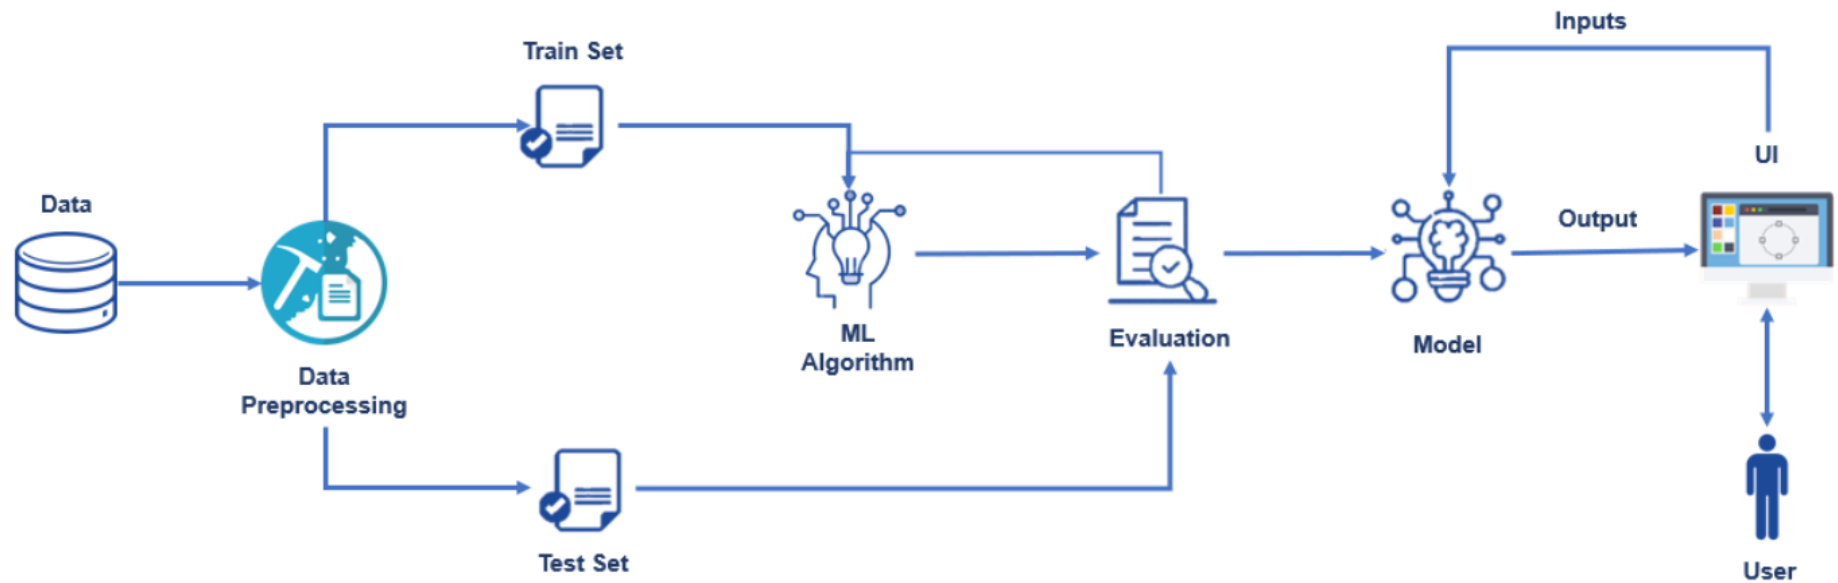 Data
Data
Preprocessing
Train Set
Test Set
ML
Algorithm
Evaluation
Model
Inputs
Output
UI
User